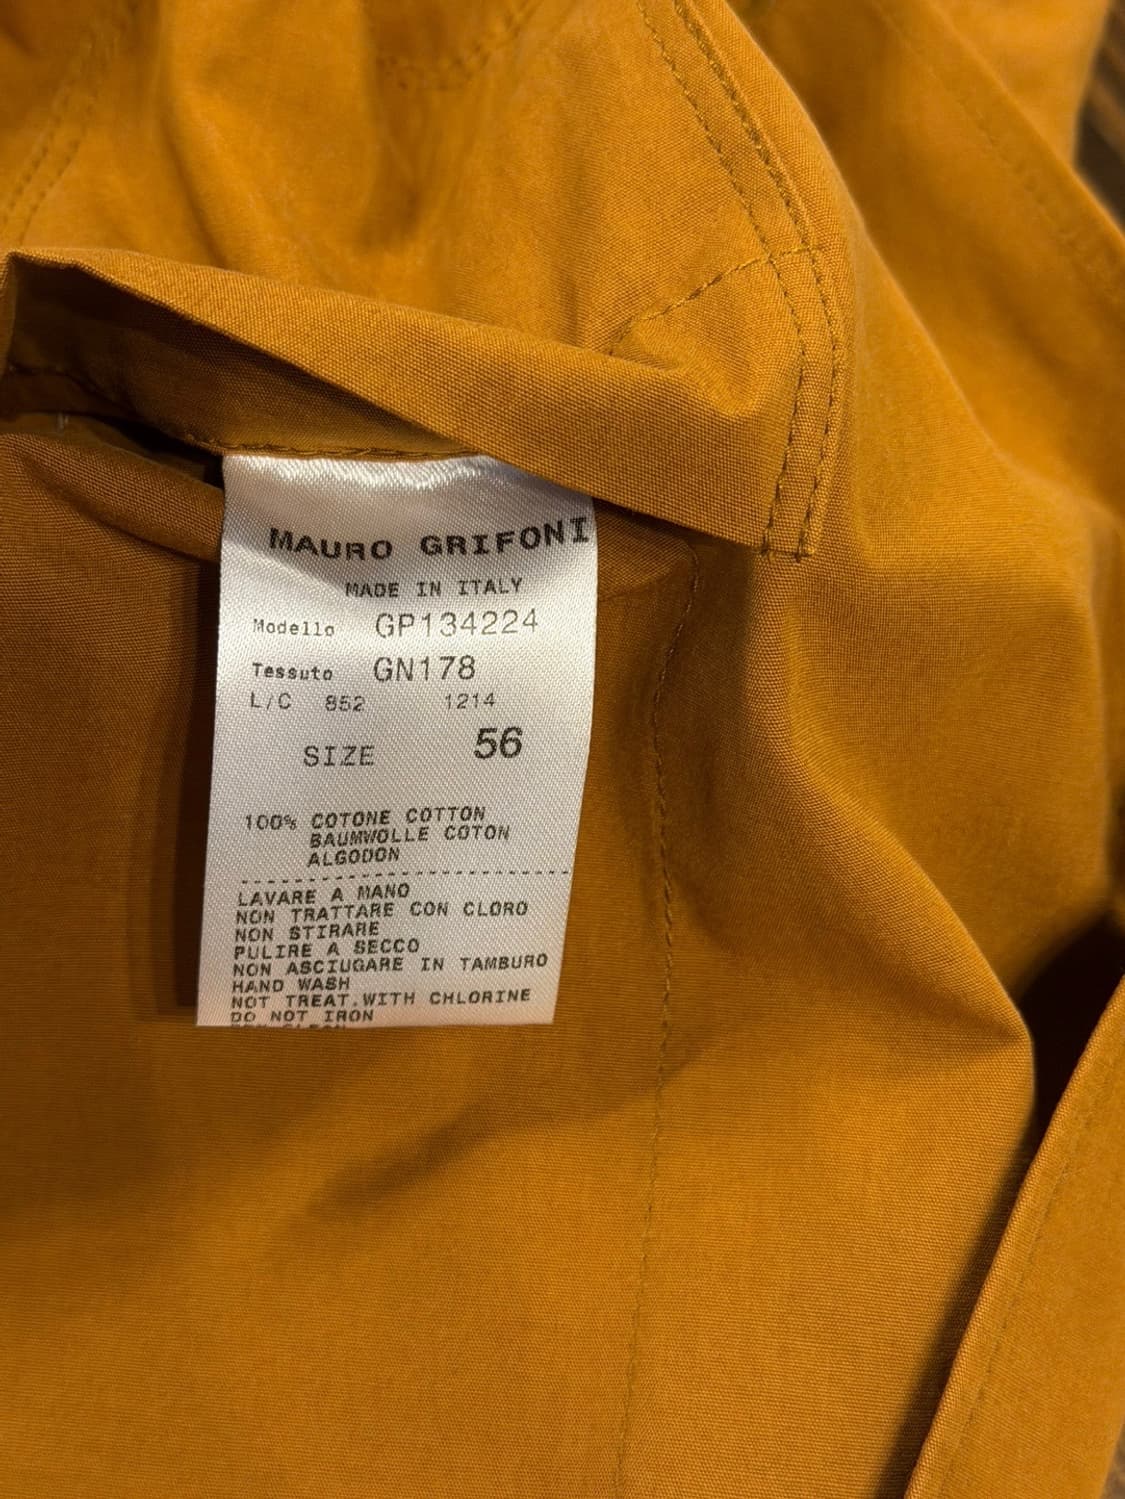 MAURO GRIFONI
MADE IN ITALY
Modello GP134224
Tessuto GN178
L/C 852 1214
SIZE 56
100% COTONE COTTON
BAUMWOLLE COTON
ALGODON
LAVARE A MANO
NON TRATTARE CON CLORO
NON STIRARE
PULIRE A SECCO
NON ASCIUGARE IN TAMBURO
HAND WASH
NOT TREAT.WITH CHLORINE
DO NOT IRON